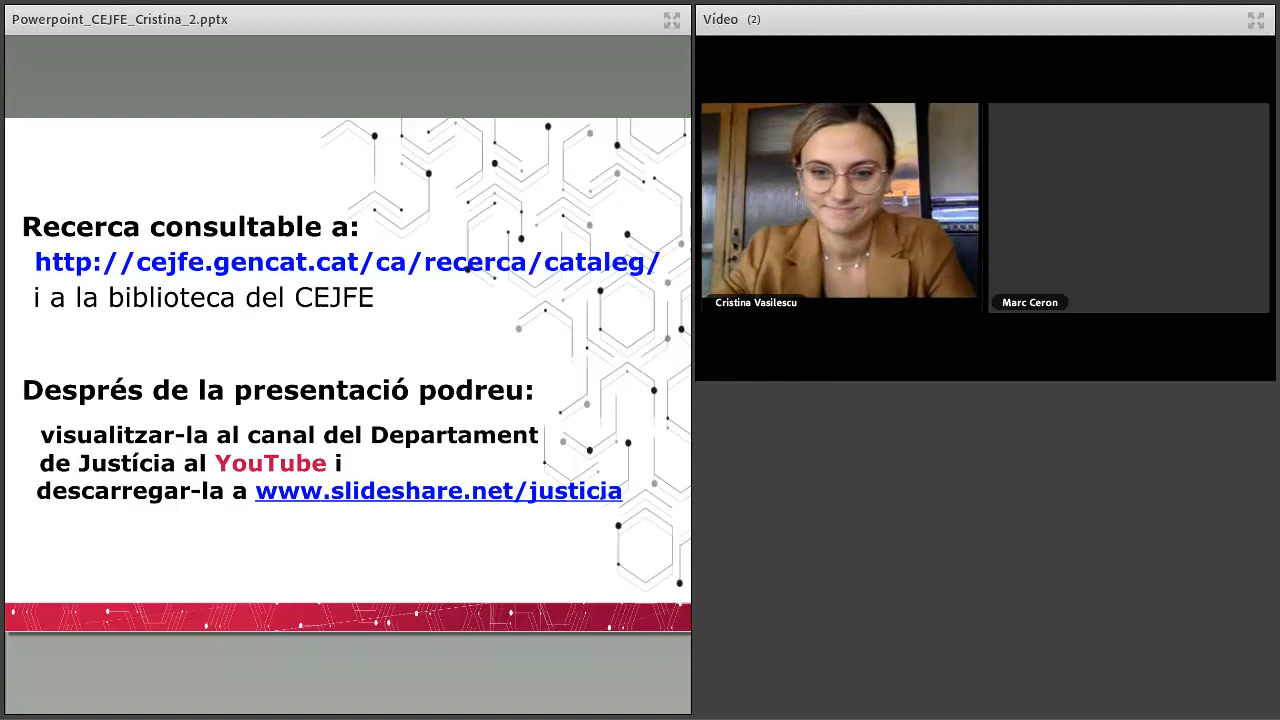 Powerpoint_CEJFE_Cristina_2.pptx
Vídeo (2)
Recerca consultable a:
http://cejfe.gencat.cat/ca/recerca/cataleg/
i a la biblioteca del CEJFE
Després de la presentació podreu:
visualitzar-la al canal del Departament
de Justícia al YouTube i
descarregar-la a www.slideshare.net/justicia
Cristina Vasilescu
Marc Ceron